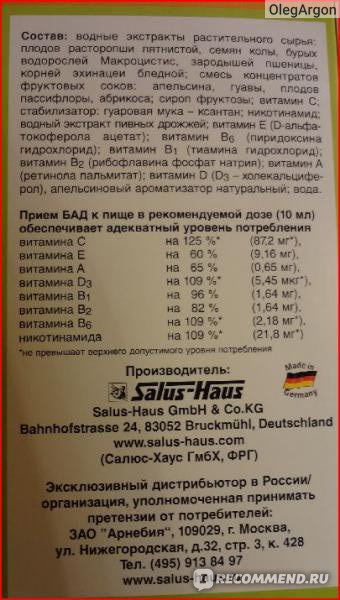 OlegArgon
Состав: водные экстракты растительного сырья:
плодов расторопши пятнистой, семян колы, бурых
водорослей Макроцистис, зародышей пшеницы,
корней эхинацеи бледной; смесь концентратов
фруктовых соков: апельсина, гуавы, плодов
пассифлоры, абрикоса; сироп фруктозы; витамин С;
стабилизатор: гуаровая мука – ксантан; никотинамид;
водный экстракт пивных дрожжей; витамин Е (D-альфа-
токоферола ацетат); витамин В6 (пиридоксина
гидрохлорид); витамин В1 (тиамина гидрохлорид);
витамин В2 (рибофлавина фосфат натрия); витамин А
(ретинола пальмитат); витамин D (D3 – холекальцифе-
рол), апельсиновый ароматизатор натуральный; вода.
Прием БАД к пище в рекомендуемой дозе (10 мл)
обеспечивает адекватный уровень потребления
витамина С на 125 %* (87,2 мг*),
витамина Е на 60 % (9,16 мг),
витамина А на 65 % (0,65 мг),
витамина D3 на 109 %* (5,45 мкг*),
витамина В1 на 96 % (1,64 мг),
витамина В2 на 82 % (1,64 мг),
витамина В6 на 109 %* (2,18 мг*),
никотинамида на 109 %* (21,8 мг*)
*не превышает верхнего допустимого уровня потребления
Производитель:
Salus-Haus
Made in Germany
Salus-Haus GmbH & Co.KG
Bahnhofstrasse 24, 83052 Bruckmühl, Deutschland
www.salus-haus.com
(Салюс-Хаус ГмбХ, ФРГ)
Эксклюзивный дистрибьютор в России/
организация, уполномоченная принимать
претензии от потребителей:
ЗАО "Арнебия", 109029, г. Москва,
ул. Нижегородская, д.32, стр. 3, к. 428
Тел. (495) 913 84 97
www.salus-haus
IRECOMMEND.RU